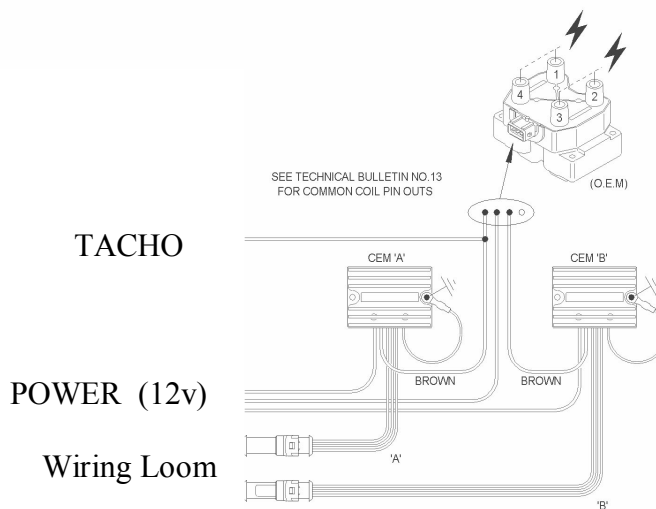 1
4
2
3
(O.E.M)
SEE TECHNICAL BULLETIN NO.13
FOR COMMON COIL PIN OUTS
TACHO
CEM 'A'
CEM 'B'
BROWN
BROWN
POWER (12v)
'A'
Wiring Loom
'B'